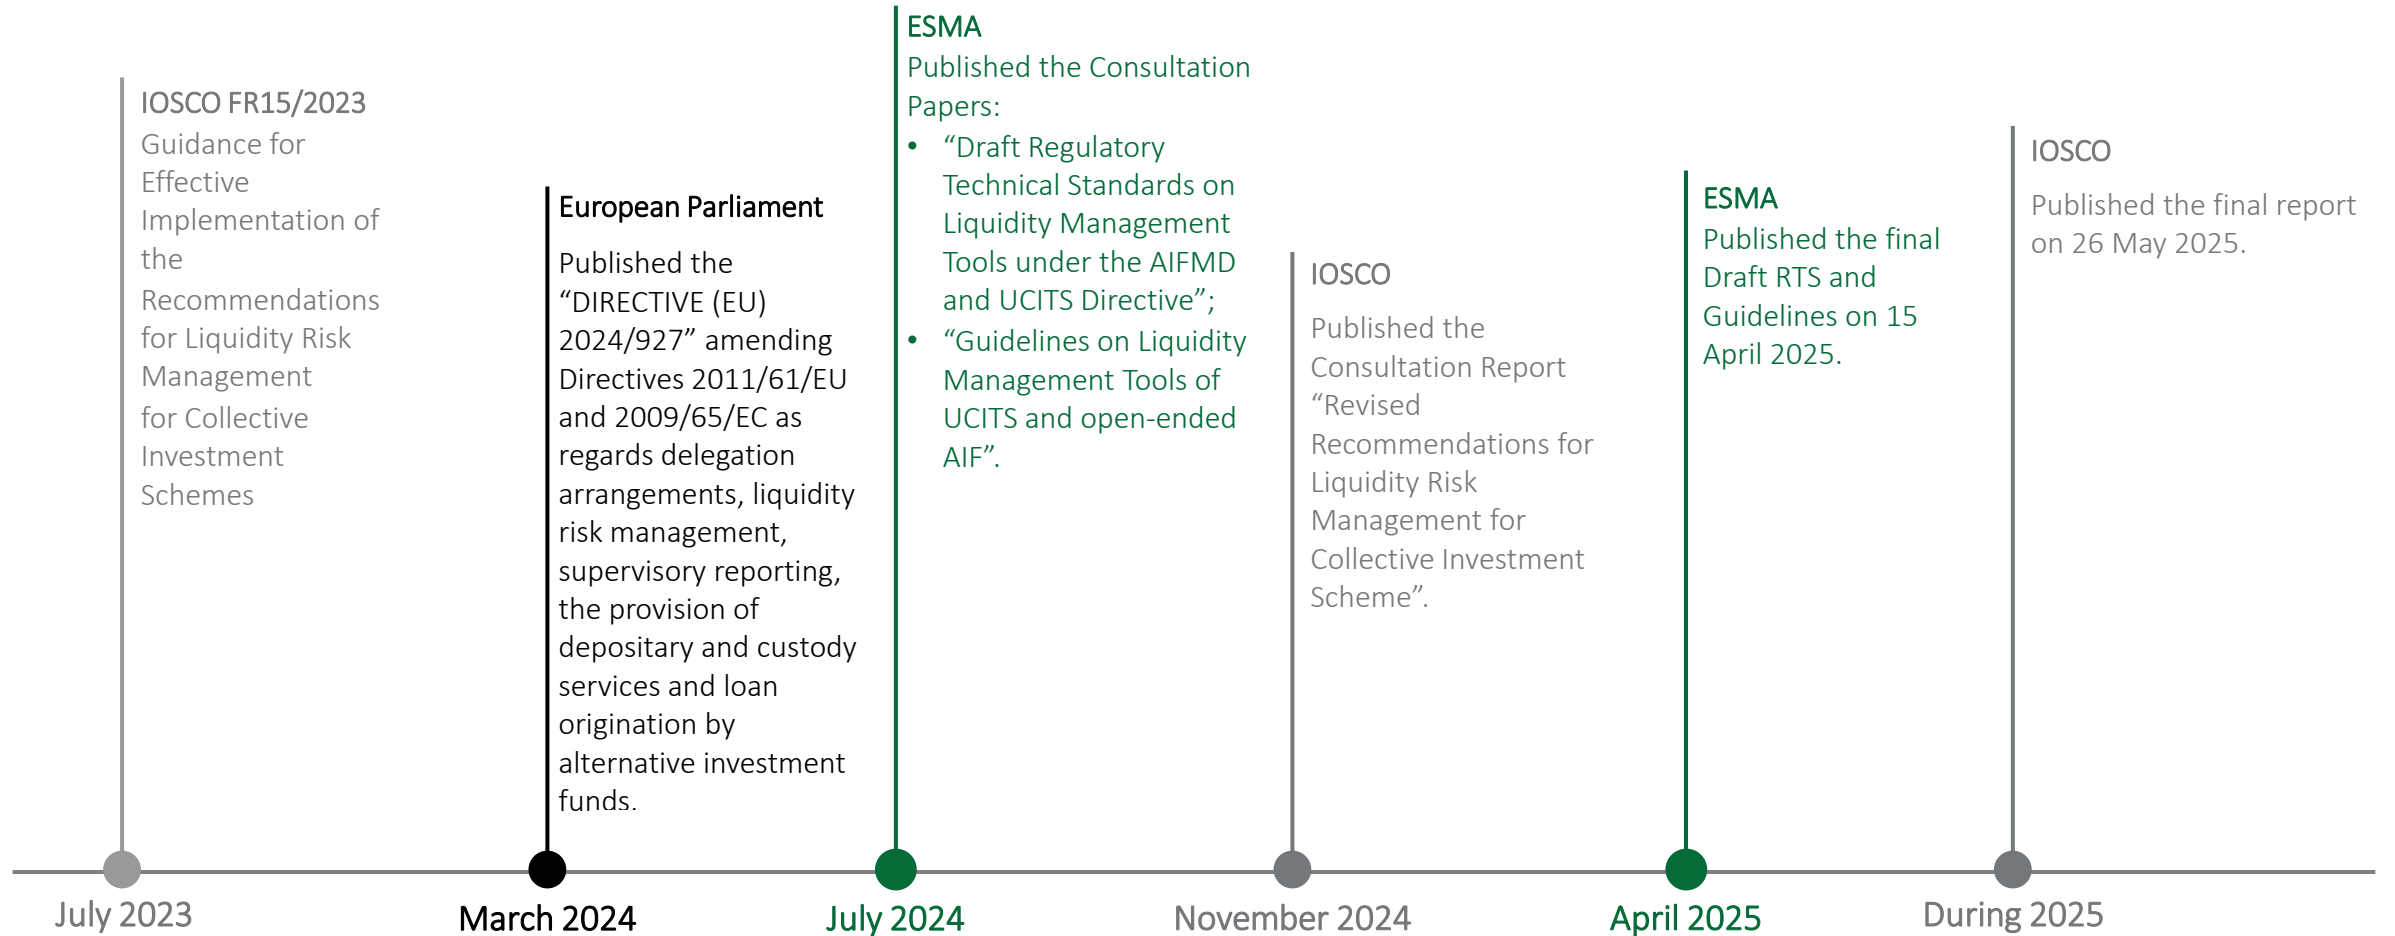 IOSCO FR15/2023
Guidance for
Effective
Implementation of
the
Recommendations
for Liquidity Risk
Management
for Collective
Investment
Schemes
July 2023
European Parliament
Published the
“DIRECTIVE (EU)
2024/927” amending
Directives 2011/61/EU
and 2009/65/EC as
regards delegation
arrangements, liquidity
risk management,
supervisory reporting,
the provision of
depositary and custody
services and loan
origination by
alternative investment
funds.
March 2024
ESMA
Published the Consultation
Papers:
• “Draft Regulatory
Technical Standards on
Liquidity Management
Tools under the AIFMD
and UCITS Directive”;
• “Guidelines on Liquidity
Management Tools of
UCITS and open-ended
AIF”.
July 2024
IOSCO
Published the
Consultation Report
“Revised
Recommendations for
Liquidity Risk
Management for
Collective Investment
Scheme”.
November 2024
ESMA
Published the final
Draft RTS and
Guidelines on 15
April 2025.
April 2025
IOSCO
Published the final report
on 26 May 2025.
During 2025